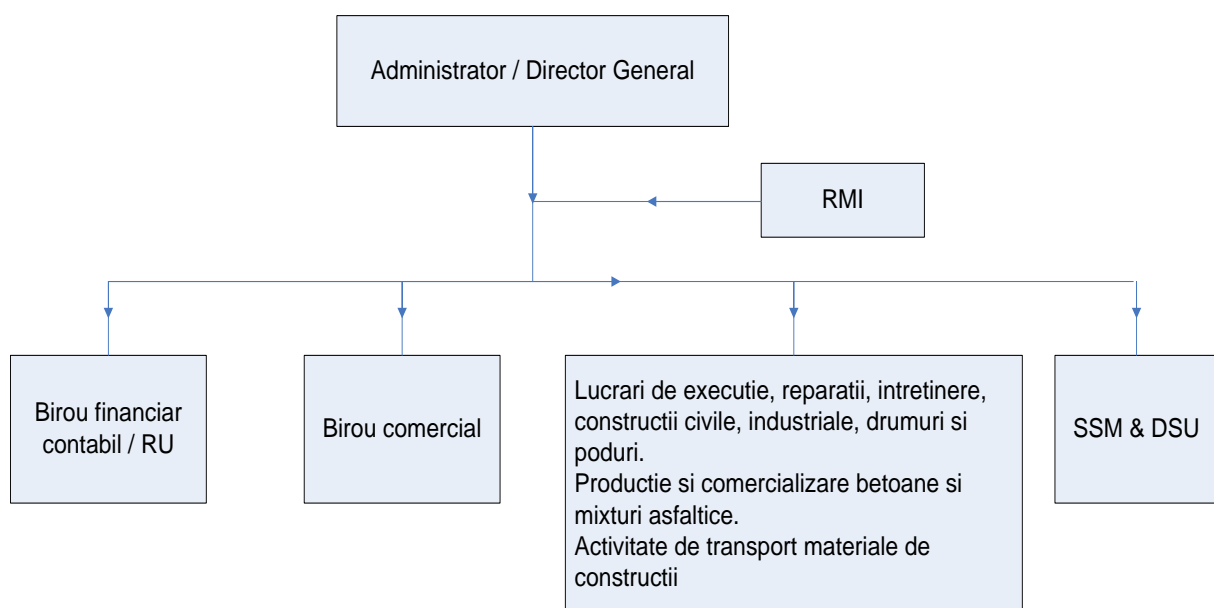 Administrator / Director General
RMI
Birou financiar
contabil / RU
Birou comercial
Lucrari de executie, reparatii, intretinere,
constructii civile, industriale, drumuri si
poduri.
Productie si comercializare betoane si
mixturi asfaltice.
Activitate de transport materiale de
constructii
SSM & DSU